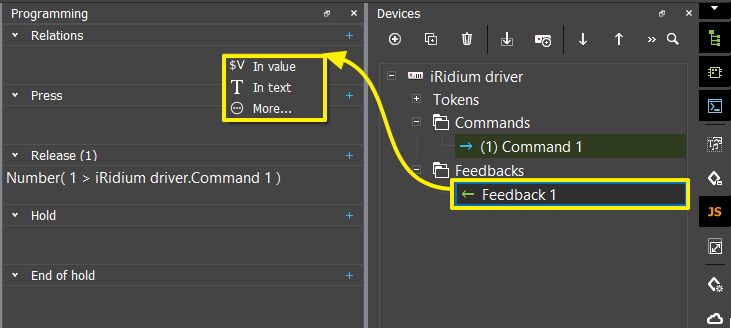 Programming
Relations
$V In value
T In text
More...
Press
Release (1)
Number( 1 > iRidium driver.Command 1 )
Hold
End of hold
Devices
iRidium driver
Tokens
Commands
(1) Command 1
Feedbacks
Feedback 1
JS